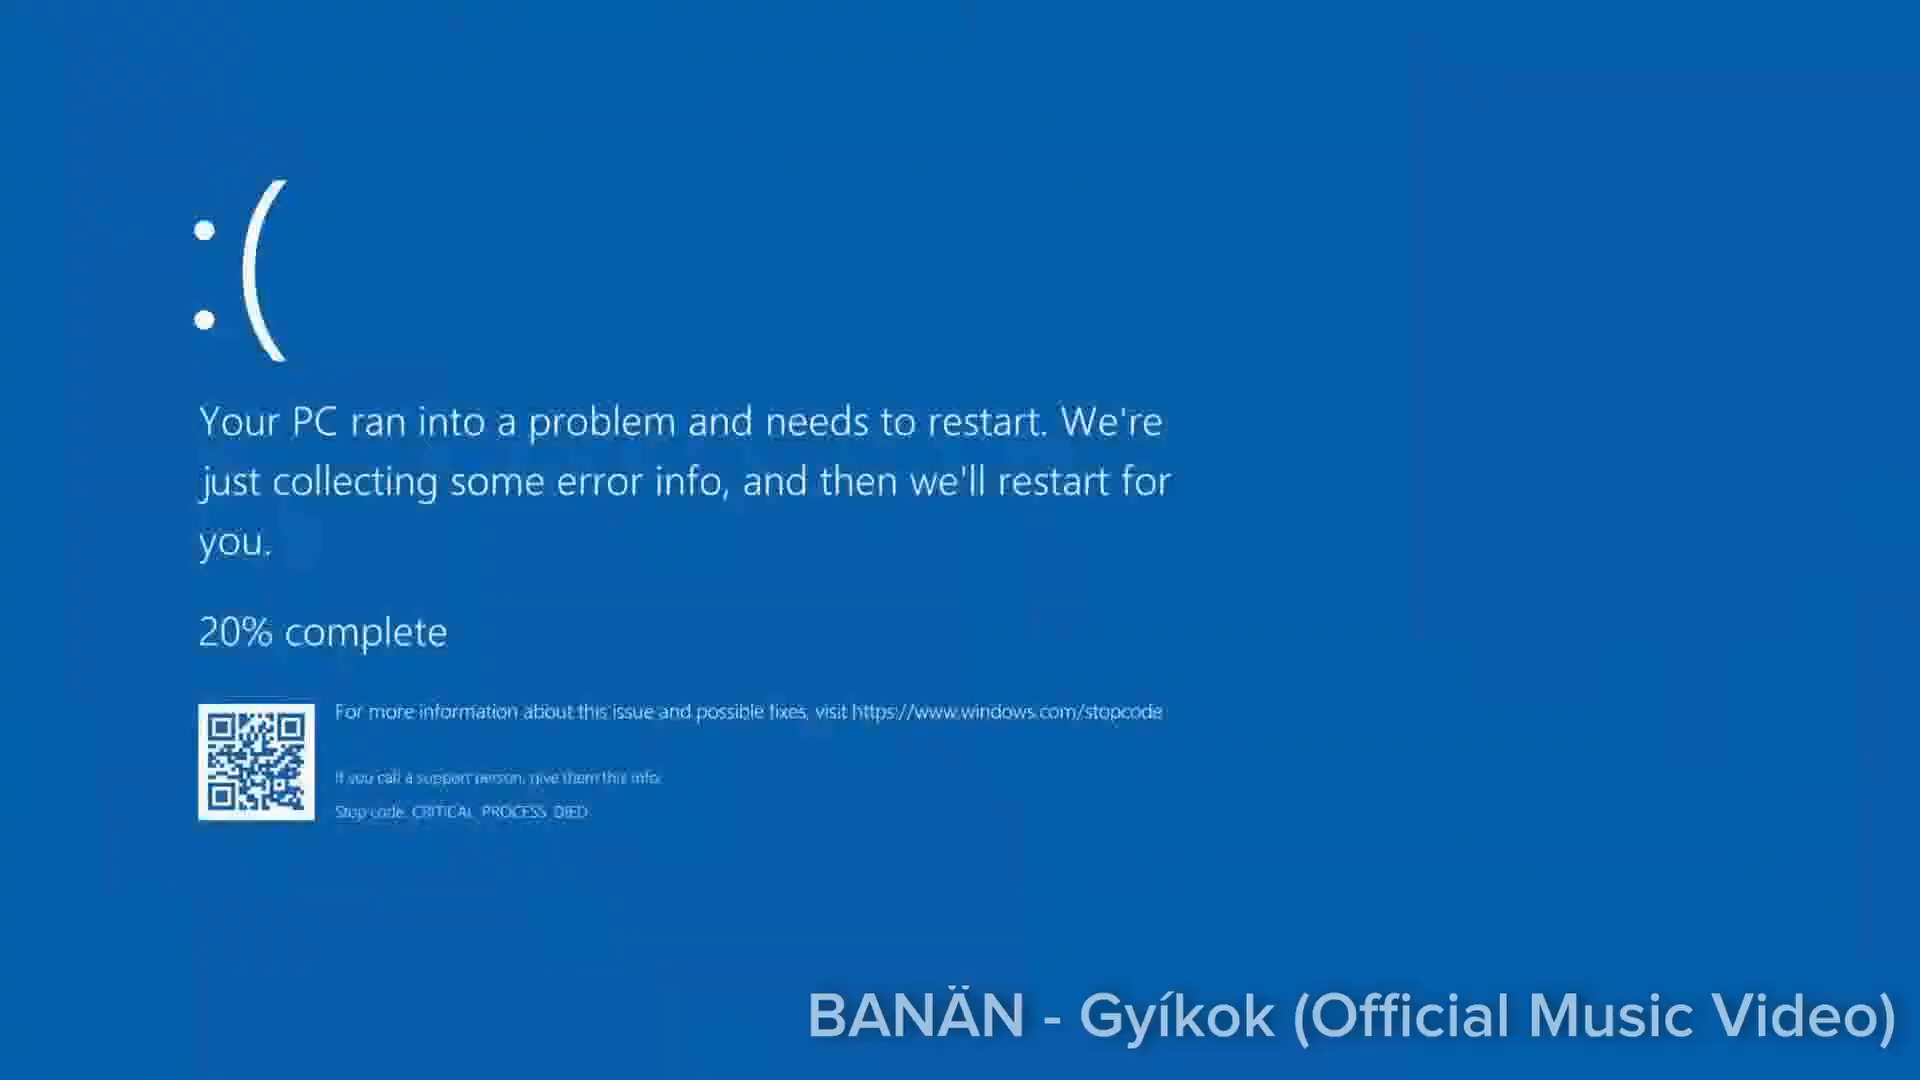 :(
Your PC ran into a problem and needs to restart. We're
just collecting some error info, and then we'll restart for
you.
20% complete
For more information about this issue and possible fixes, visit https://www.windows.com/stopcode
If you call a support person, give them this info:
Stop code: CRITICAL_PROCESS_DIED
BANÄN - Gyíkok (Official Music Video)